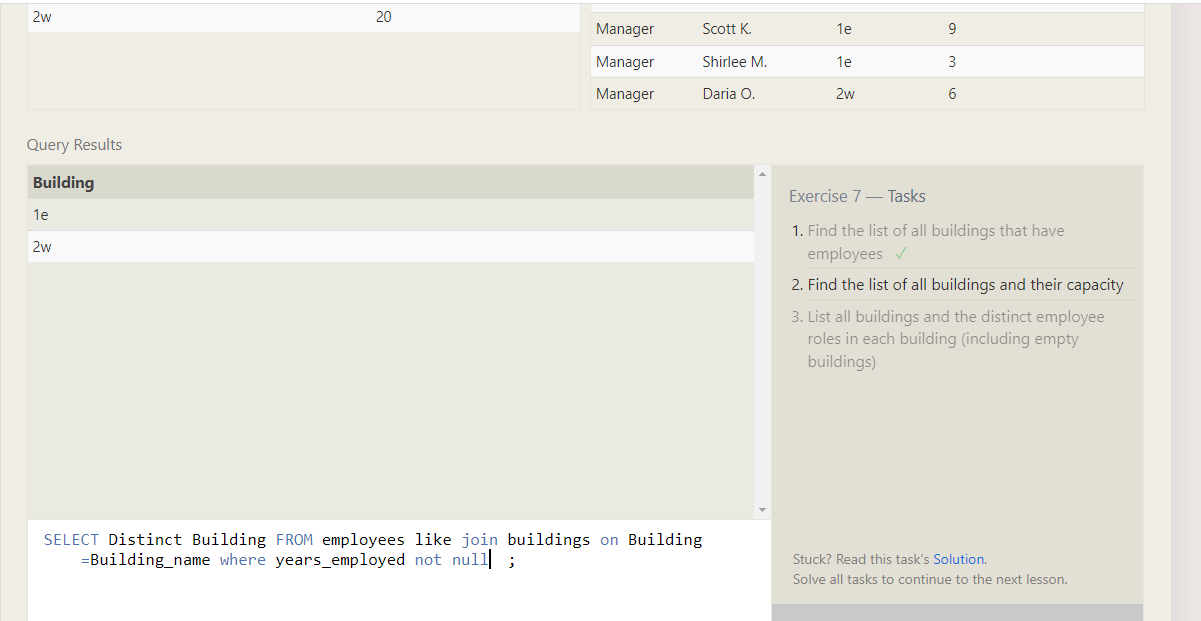 2w 20
Manager Scott K. 1e 9
Manager Shirlee M. 1e 3
Manager Daria O. 2w 6
Query Results
Building
1e
2w
Exercise 7 — Tasks
1. Find the list of all buildings that have
employees ✓
2. Find the list of all buildings and their capacity
3. List all buildings and the distinct employee
roles in each building (including empty
buildings)
SELECT Distinct Building FROM employees like join buildings on Building
=Building_name where years_employed not null ;
Stuck? Read this task's Solution.
Solve all tasks to continue to the next lesson.